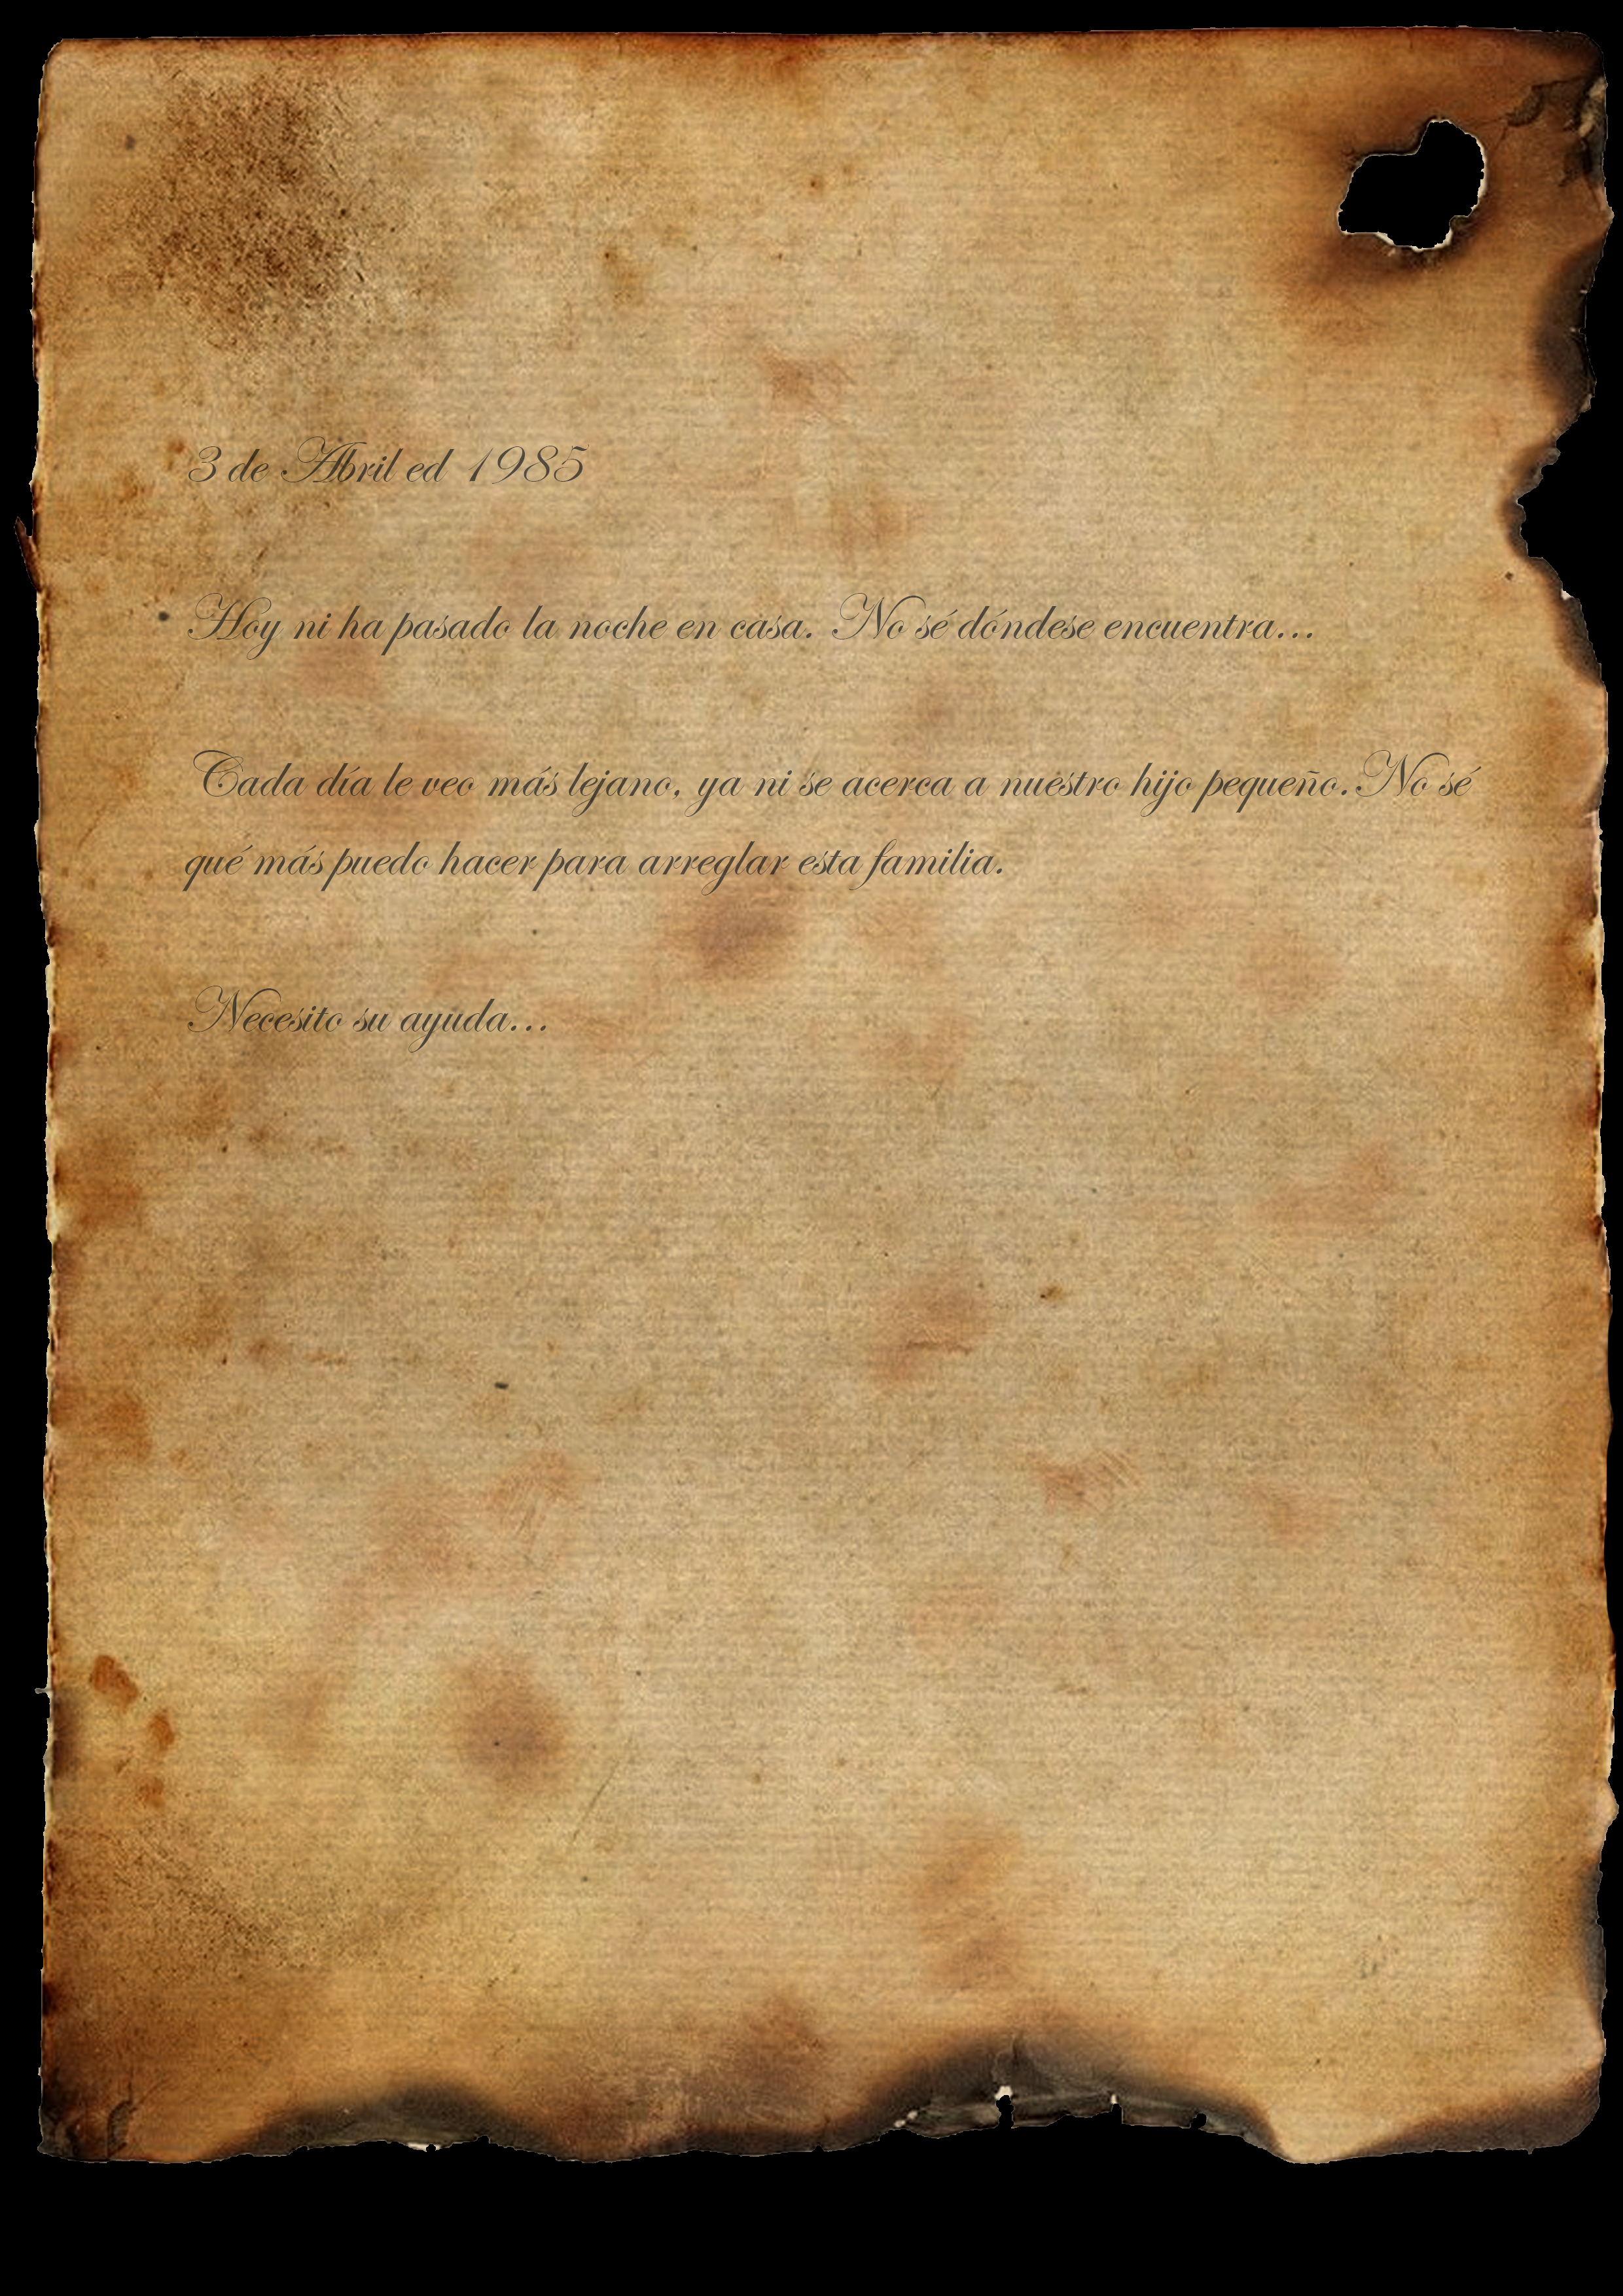 3 de Abril ed 1985
Hoy ni ha pasado la noche en casa. No sé dóndese encuentra...
Cada día le veo más lejano, ya ni se acerca a nuestro hijo pequeño. No sé
qué más puedo hacer para arreglar esta familia.
Necesito su ayuda...